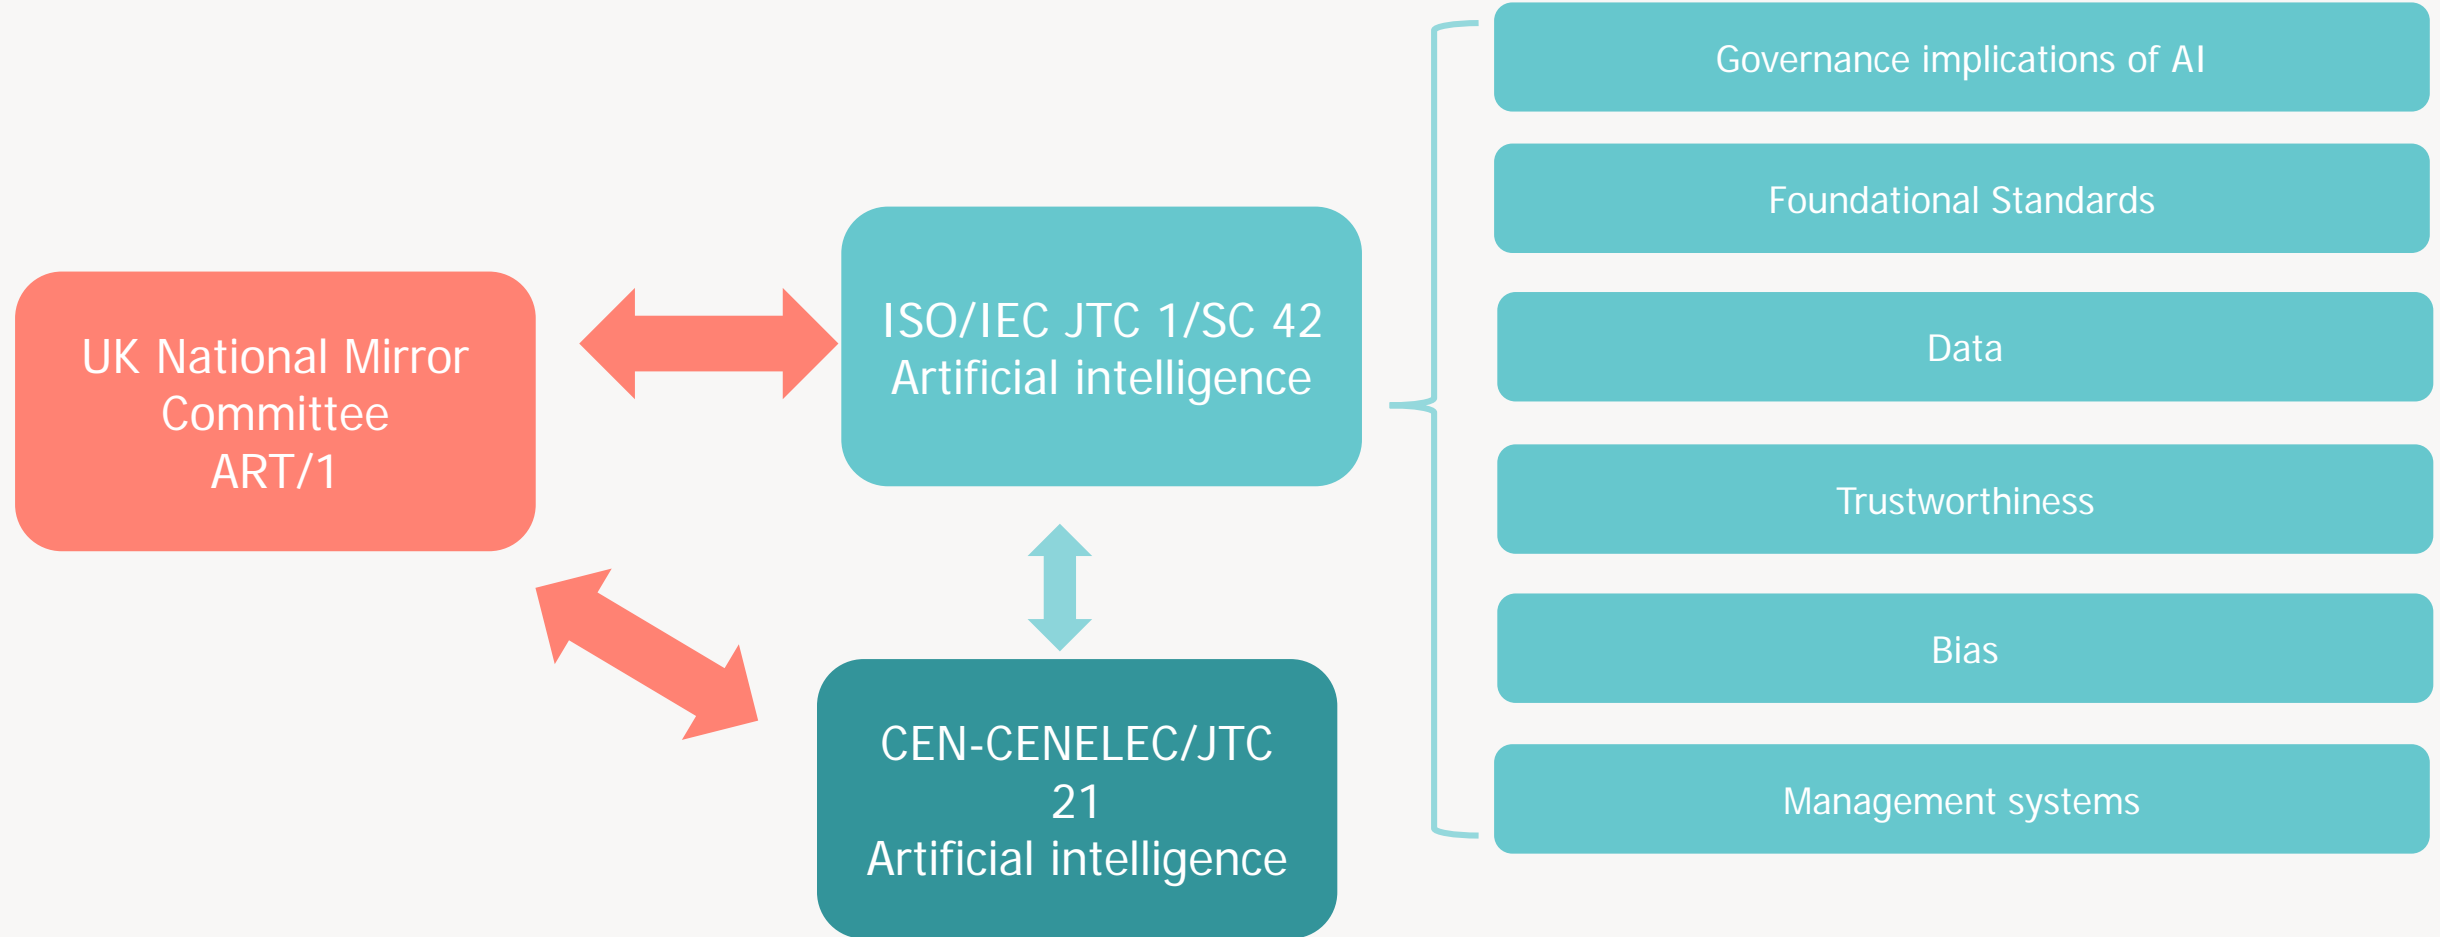 UK National Mirror
Committee
ART/1
ISO/IEC JTC 1/SC 42
Artificial intelligence
CEN-CENELEC/JTC
21
Artificial intelligence
Governance implications of AI
Foundational Standards
Data
Trustworthiness
Bias
Management systems